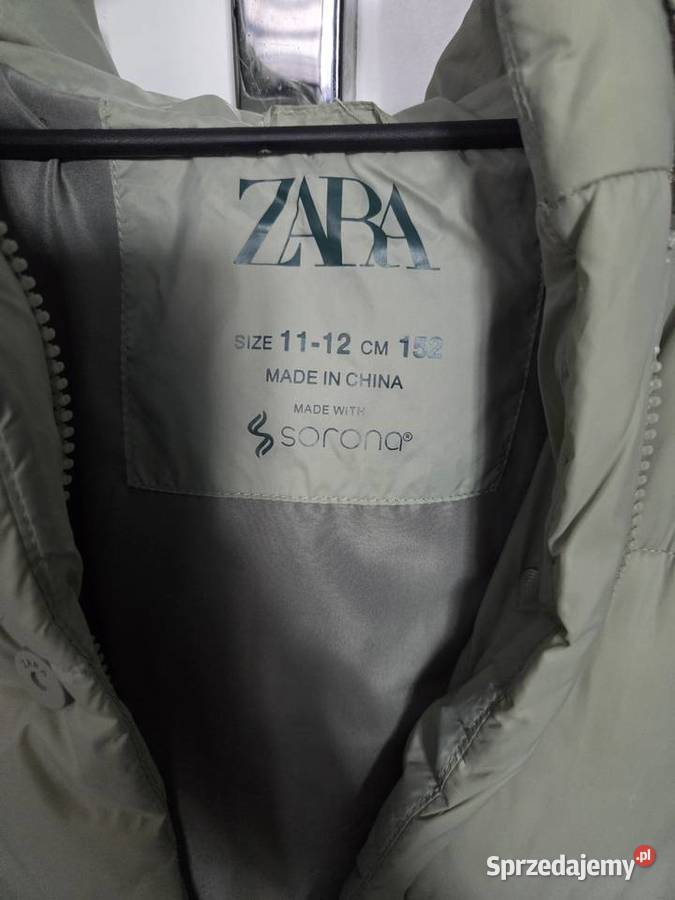 ZARA
SIZE 11-12 CM 152
MADE IN CHINA
MADE WITH
sorona®
Sprzedajemy.pl